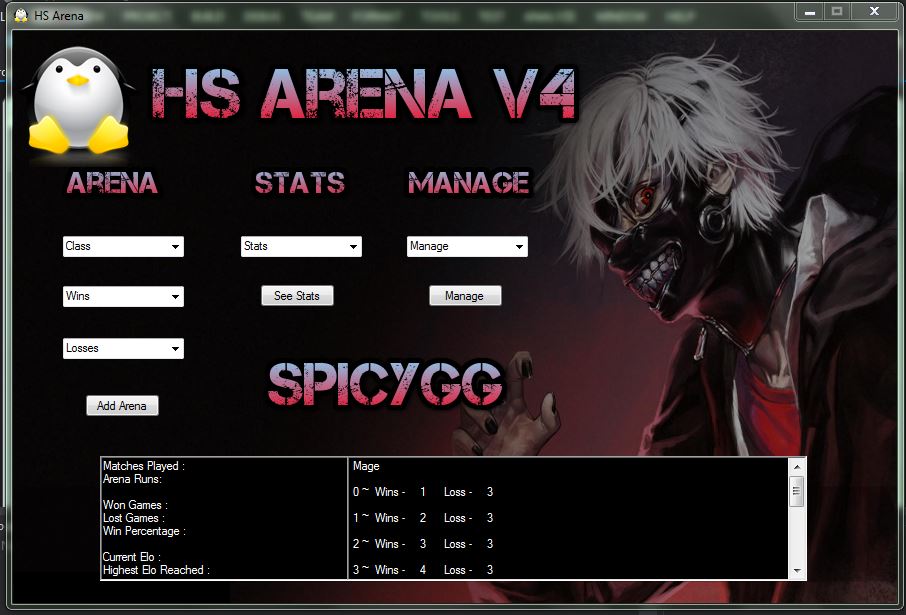 HS Arena
HS ARENA V4
ARENA
STATS
MANAGE
Class
Stats
Manage
Wins
See Stats
Manage
Losses
Add Arena
SPICYGG
Matches Played :
Arena Runs:
Won Games :
Lost Games :
Win Percentage :
Current Elo :
Highest Elo Reached :
Mage
0 ~ Wins - 1 Loss - 3
1 ~ Wins - 2 Loss - 3
2 ~ Wins - 3 Loss - 3
3 ~ Wins - 4 Loss - 3